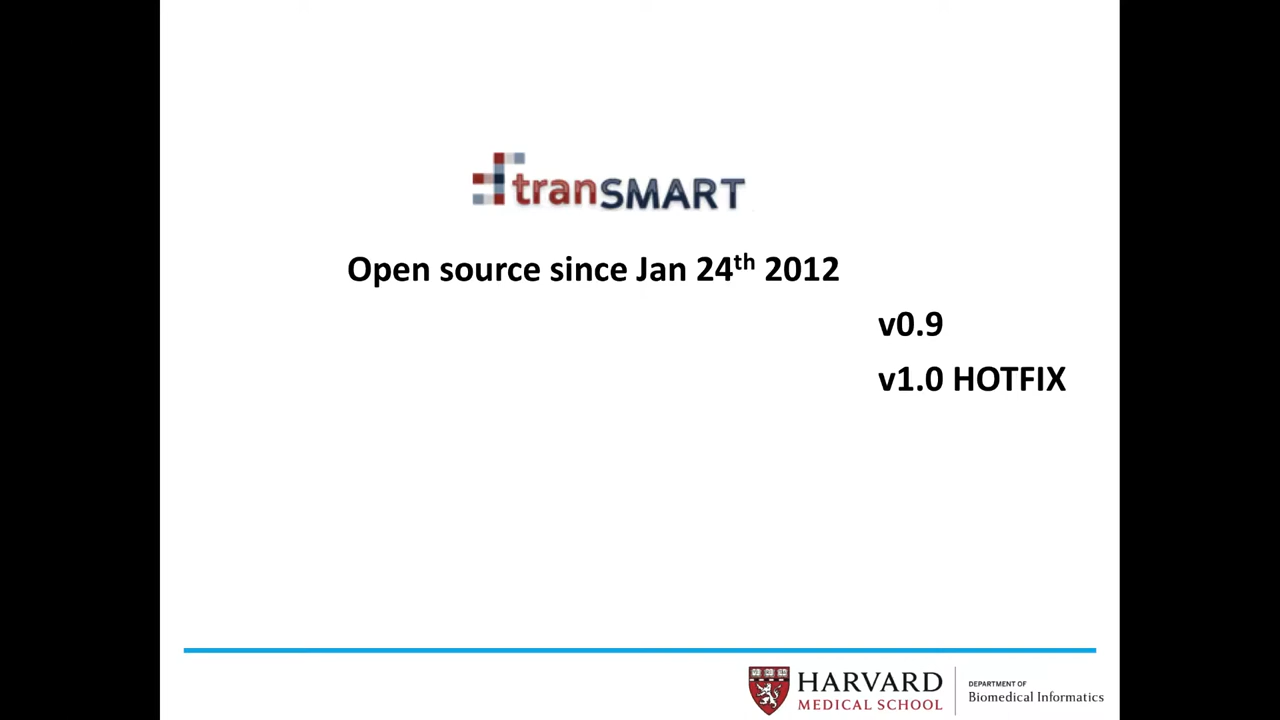 tranSMART
Open source since Jan 24th 2012
v0.9
v1.0 HOTFIX
HARVARD
MEDICAL SCHOOL
DEPARTMENT OF
Biomedical Informatics